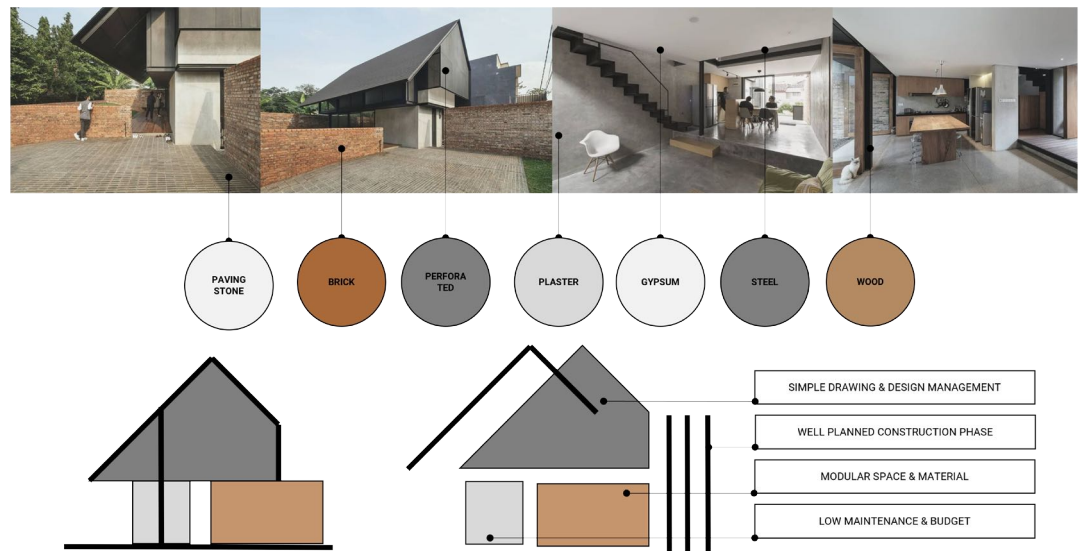 PAVING
STONE
BRICK
PERFORA
TED
PLASTER
GYPSUM
STEEL
WOOD
SIMPLE DRAWING & DESIGN MANAGEMENT
WELL PLANNED CONSTRUCTION PHASE
MODULAR SPACE & MATERIAL
LOW MAINTENANCE & BUDGET